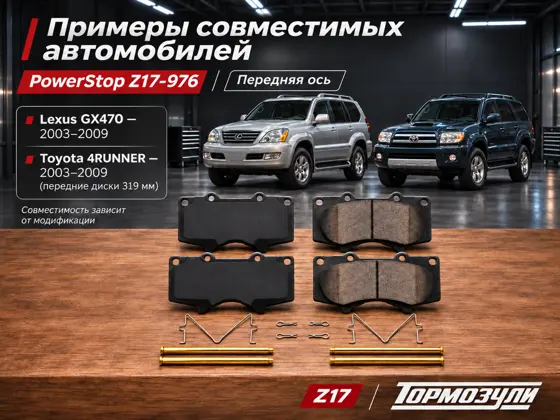 Примеры совместимых
автомобилей
PowerStop Z17-976 / Передняя ось
Lexus GX470 –
2003–2009
Toyota 4RUNNER –
2003–2009
(передние диски 319 мм)
Совместимость зависит
от модификации
Z17 / Тормозули